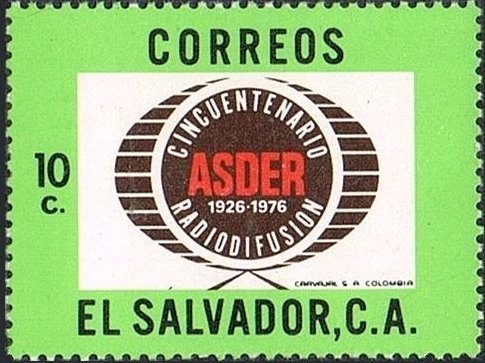 CORREOS
10
c.
CINCUENTENARIO
ASDER
1926-1976
RADIODIFUSION
CARVAJAL S A COLOMBIA
EL SALVADOR, C.A.